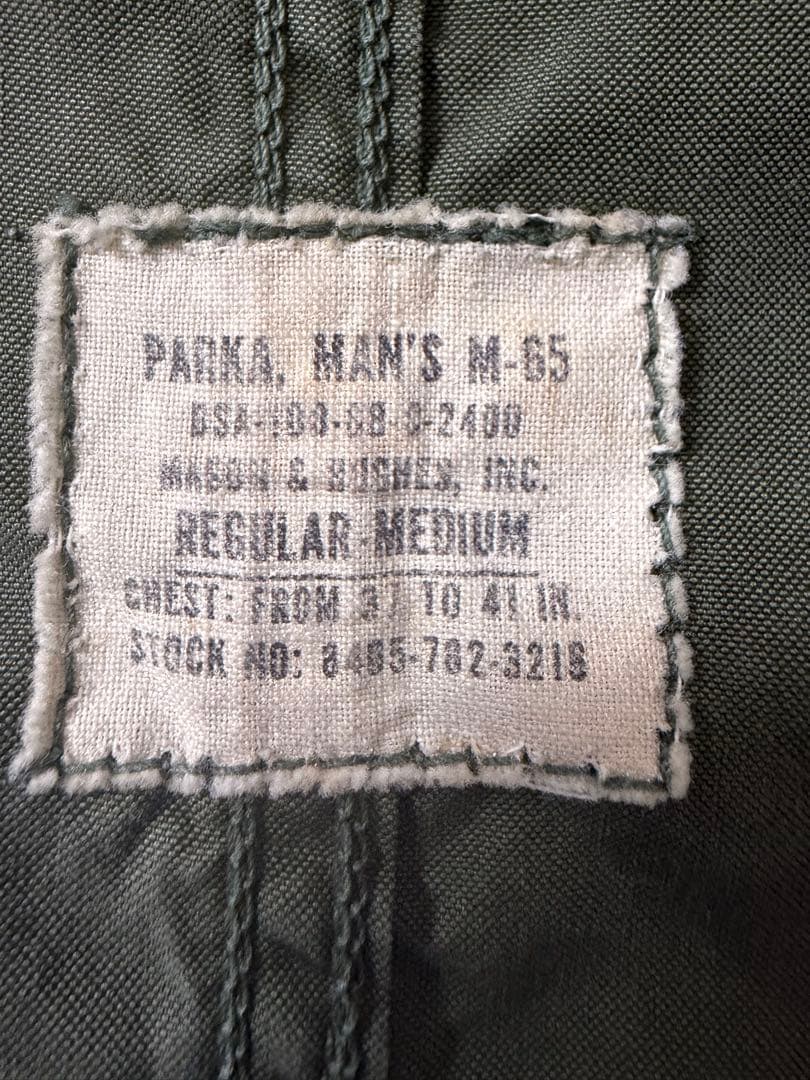 PARKA, MAN'S M-65
DSA-100-68-C-2400
MASON & HUGHES, INC.
REGULAR-MEDIUM
CHEST: FROM 37 TO 41 IN.
STOCK NO: 8405-782-3216